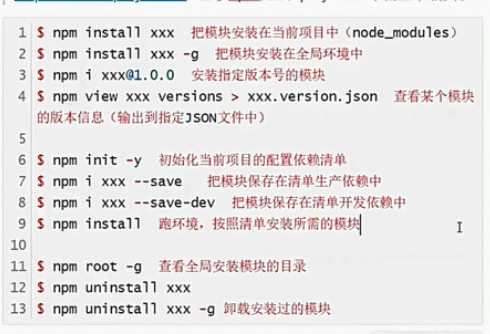 1 $ npm install xxx 把模块安装在当前项目中（node_modules）
2 $ npm install xxx -g 把模块安装在全局环境中
3 $ npm i xxx@1.0.0 安装指定版本号的模块
4 $ npm view xxx versions > xxx.version.json 查看某个模块
的版本信息（输出到指定JSON文件中）
5
6 $ npm init -y 初始化当前项目的配置依赖清单
7 $ npm i xxx --save 把模块保存在清单生产依赖中
8 $ npm i xxx --save-dev 把模块保存在清单开发依赖中
9 $ npm install 跑环境，按照清单安装所需的模块
10
11 $ npm root -g 查看全局安装模块的目录
12 $ npm uninstall xxx
13 $ npm uninstall xxx -g 卸载安装过的模块